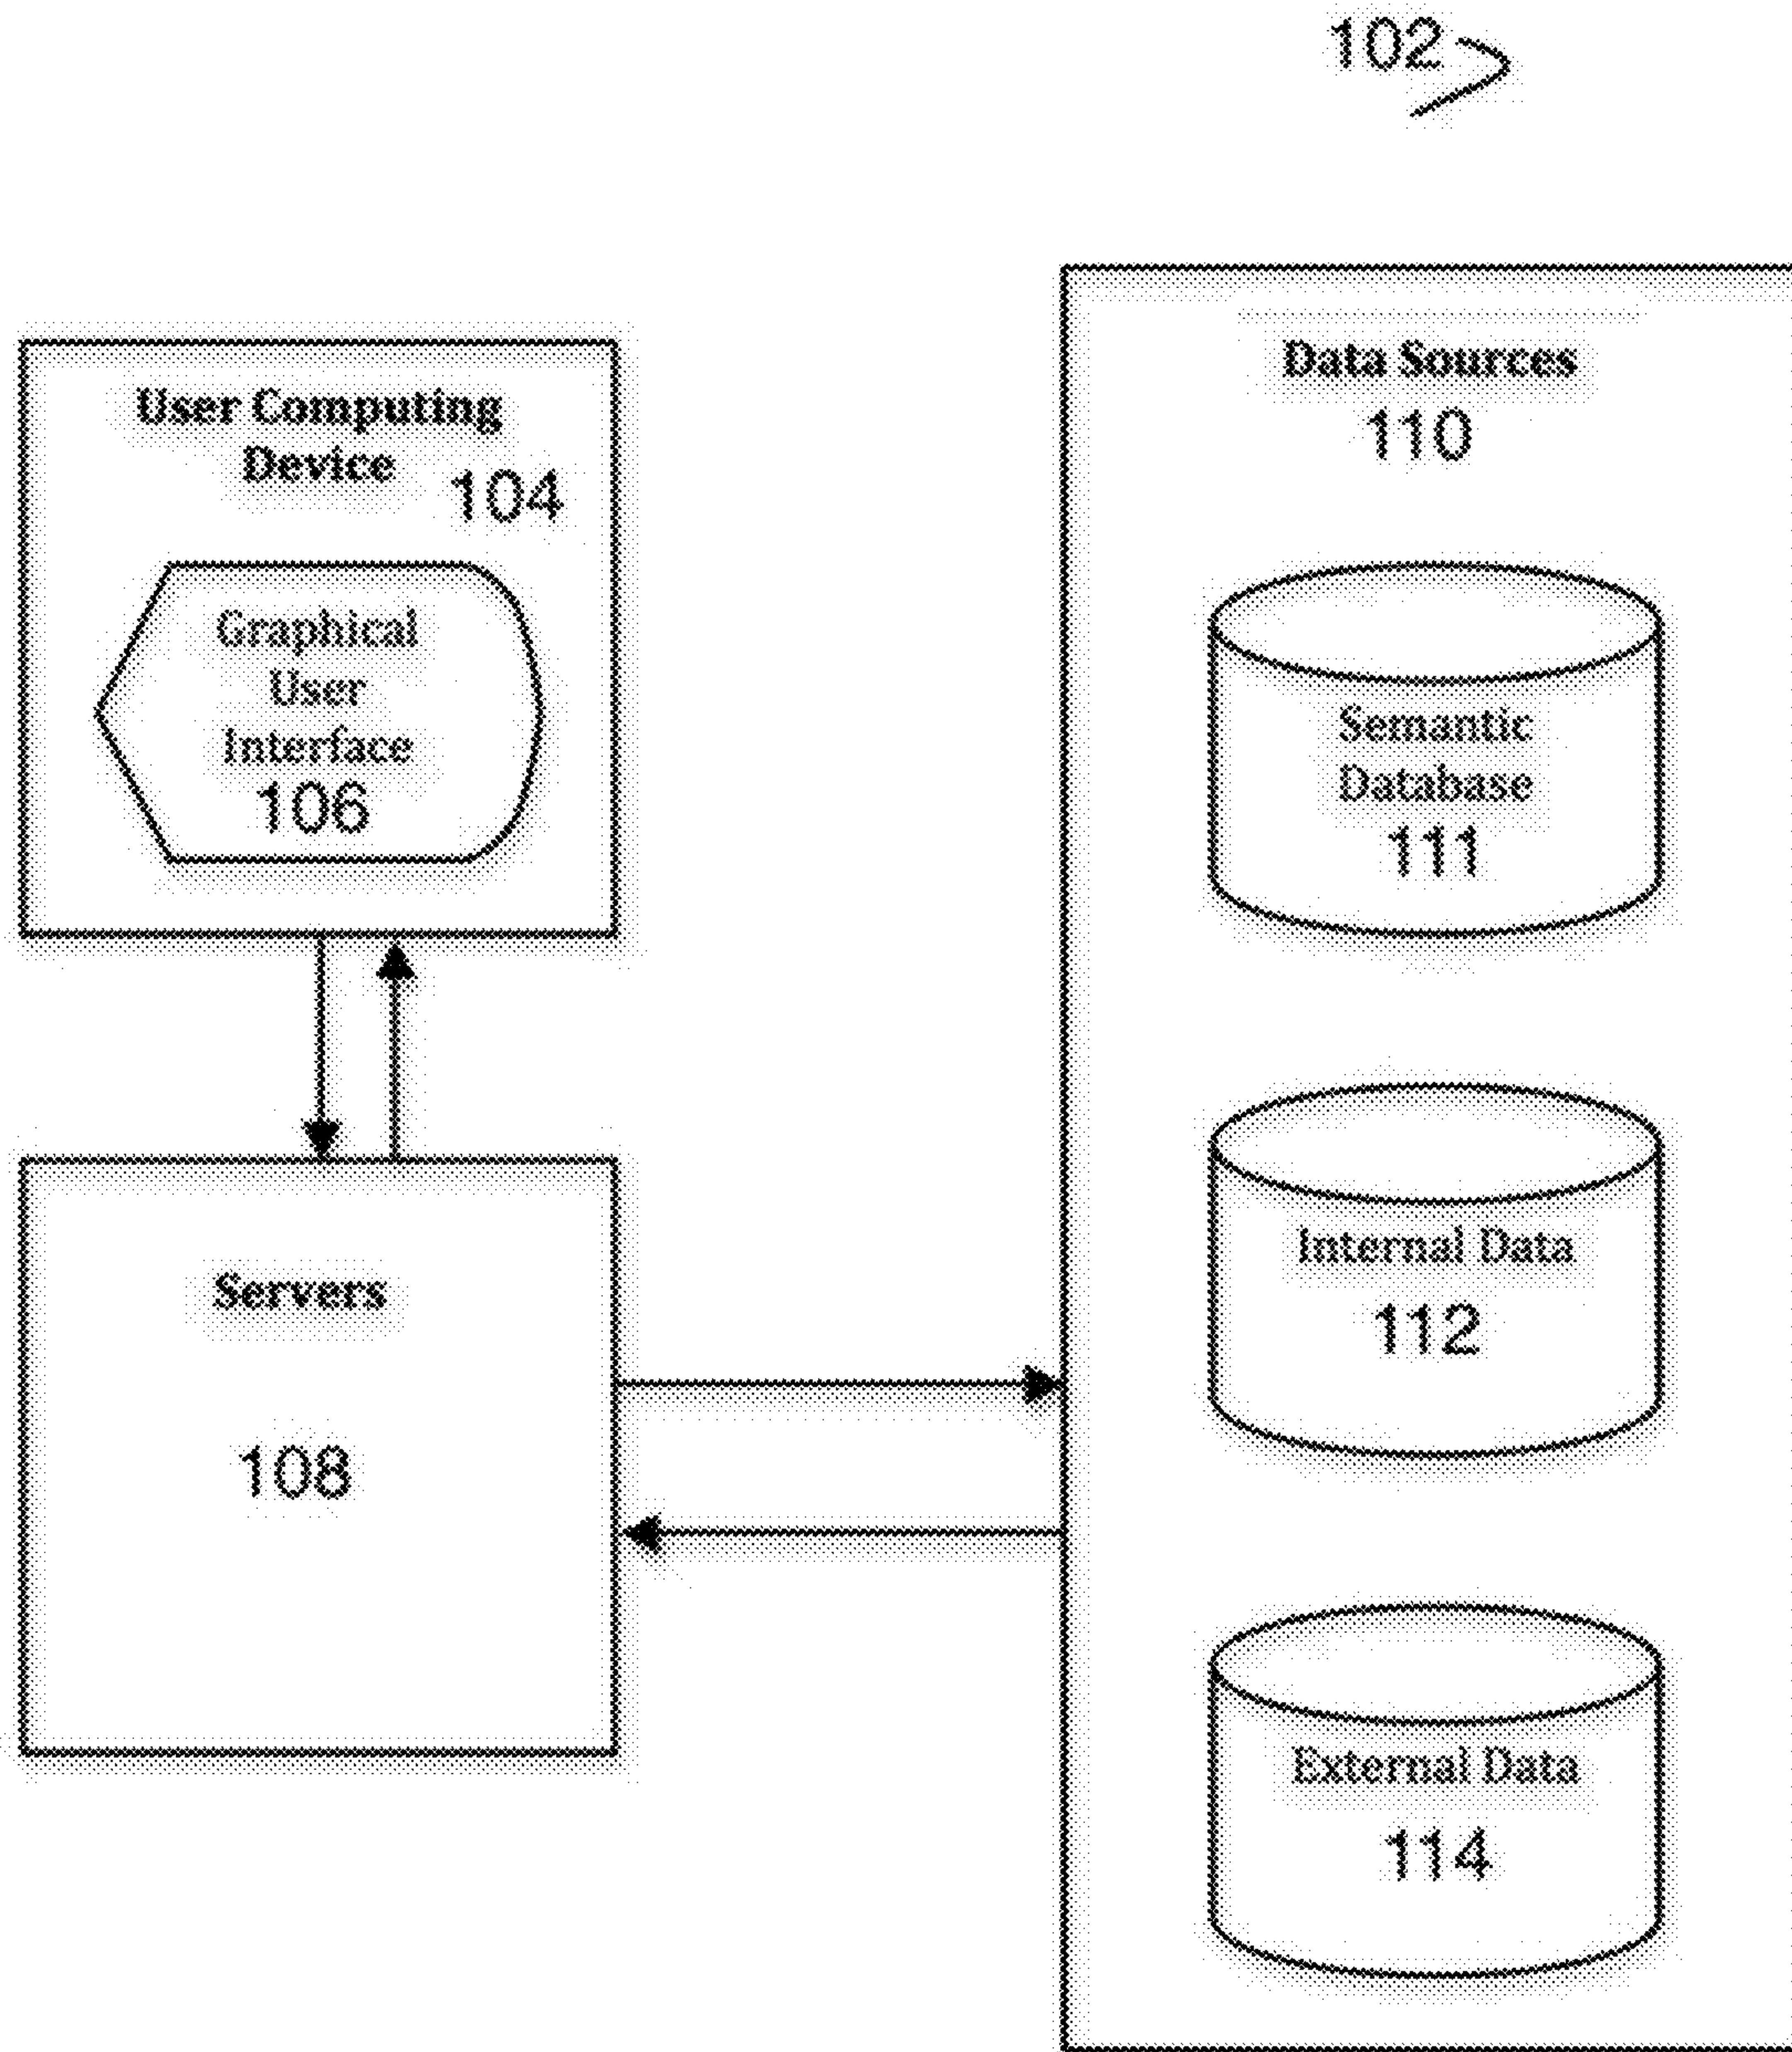 102
User Computing
Device
104
Graphical
User
Interface
106
Servers
108
Data Sources
110
Semantic
Database
111
Internal Data
112
External Data
114